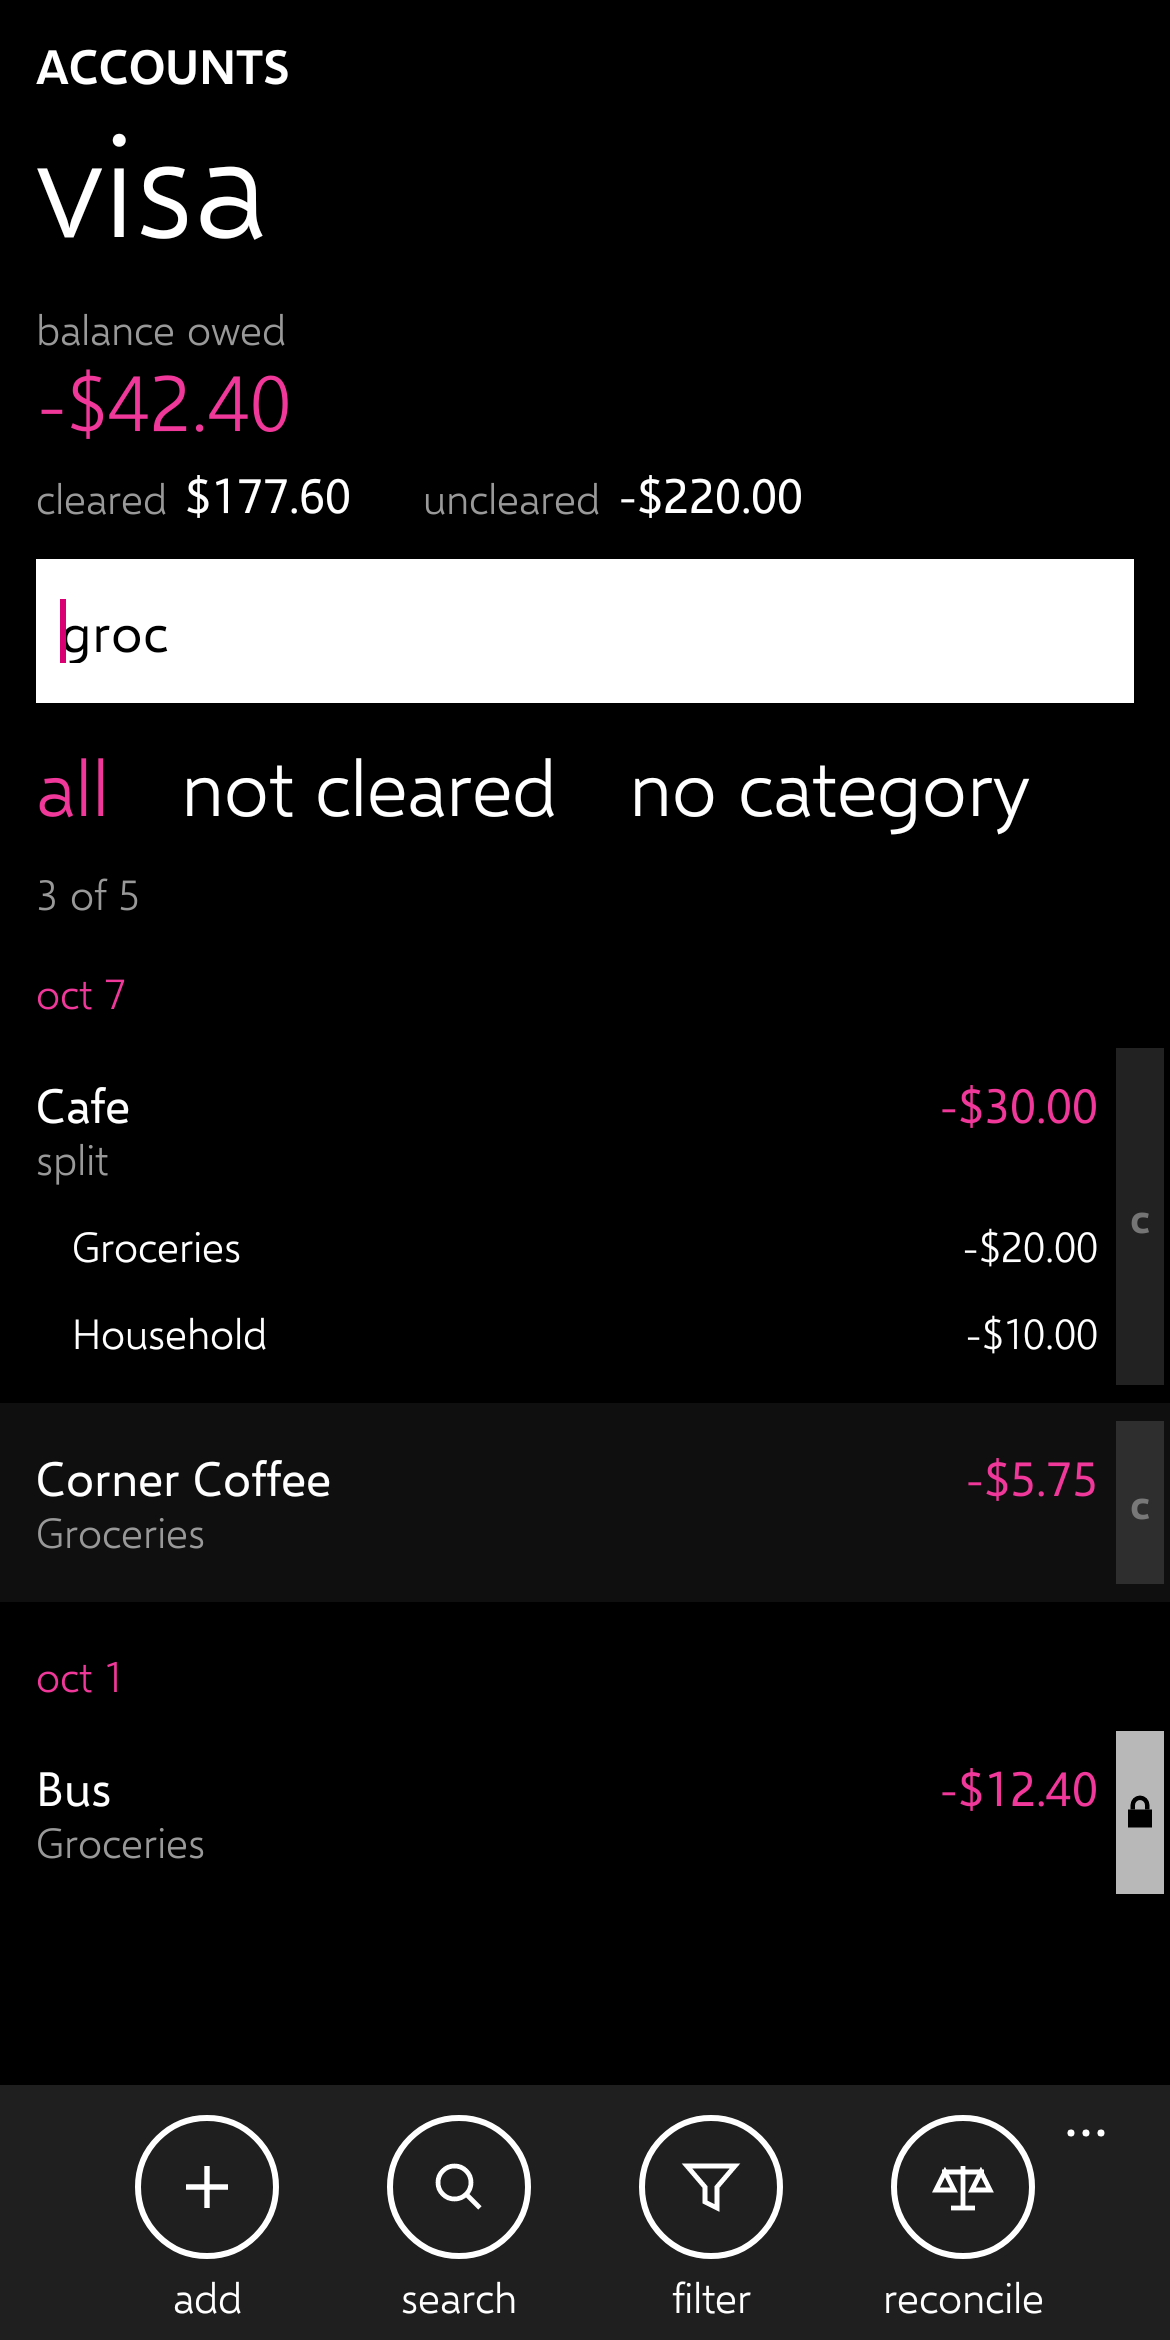 ACCOUNTS
visa
balance owed
-$42.40
cleared $177.60 uncleared -$220.00
groc
all not cleared no category
3 of 5
oct 7
Cafe -$30.00
split
c
Groceries -$20.00
Household -$10.00
Corner Coffee -$5.75
c
Groceries
oct 1
Bus -$12.40
Groceries
...
add search filter reconcile